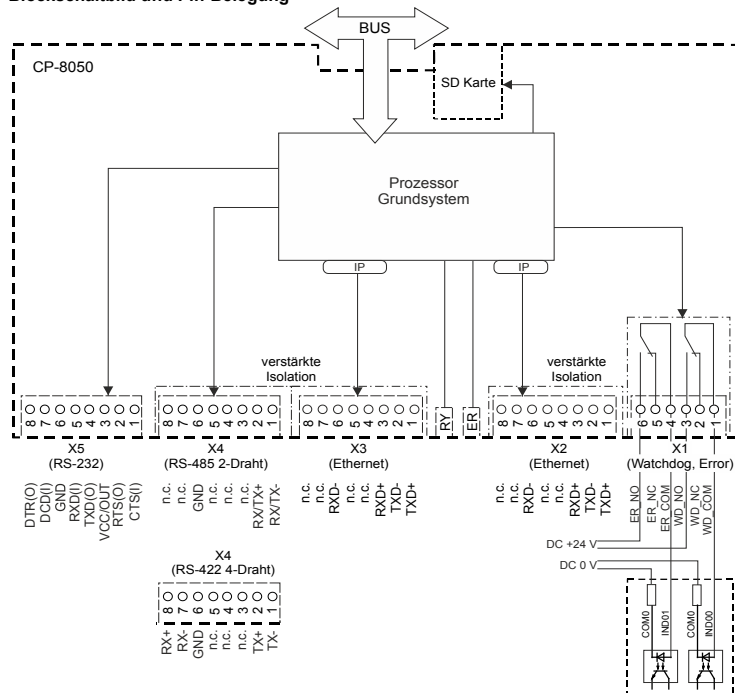 Blockschaltbild und Pin-Belegung
BUS
CP-8050
SD Karte
Prozessor
Grundsystem
IP
IP
verstärkte
Isolation
verstärkte
Isolation
RY
ER
8 7 6 5 4 3 2 1
8 7 6 5 4 3 2 1
8 7 6 5 4 3 2 1
8 7 6 5 4 3 2 1
6 5 4 3 2 1
X5
(RS-232)
X4
(RS-485 2-Draht)
X3
(Ethernet)
X2
(Ethernet)
X1
(Watchdog, Error)
DTR(O)
DCD(I)
GND
RXD(I)
TXD(O)
VCC/OUT
RTS(O)
CTS(I)
n.c.
n.c.
GND
n.c.
n.c.
n.c.
RX/TX+
RX/TX-
n.c.
n.c.
RXD-
n.c.
n.c.
RXD+
TXD-
TXD+
n.c.
n.c.
RXD-
n.c.
n.c.
RXD+
TXD-
TXD+
ER_NO
ER_NC
ER_COM
WD_NC
WD_NC
WD_COM
DC +24 V
DC 0 V
X4
(RS-422 4-Draht)
8 7 6 5 4 3 2 1
RX+
RX-
GND
n.c.
n.c.
n.c.
TX+
TX-
COM0
IND01
COM0
IND00